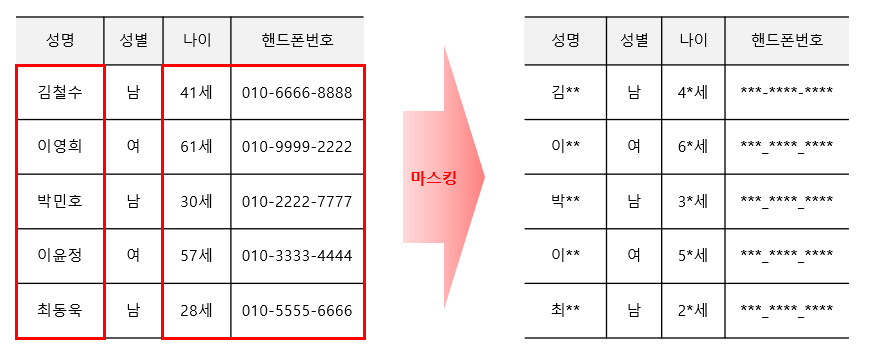 성명 성별 나이 핸드폰번호
김철수 남 41세 010-6666-8888
이영희 여 61세 010-9999-2222
박민호 남 30세 010-2222-7777
이윤정 여 57세 010-3333-4444
최동욱 남 28세 010-5555-6666
마스킹
성명 성별 나이 핸드폰번호
김** 남 4*세 ***-****-****
이** 여 6*세 ***_****_****
박** 남 3*세 ***_****_****
이** 여 5*세 ***_****_****
최** 남 2*세 ***_****_****